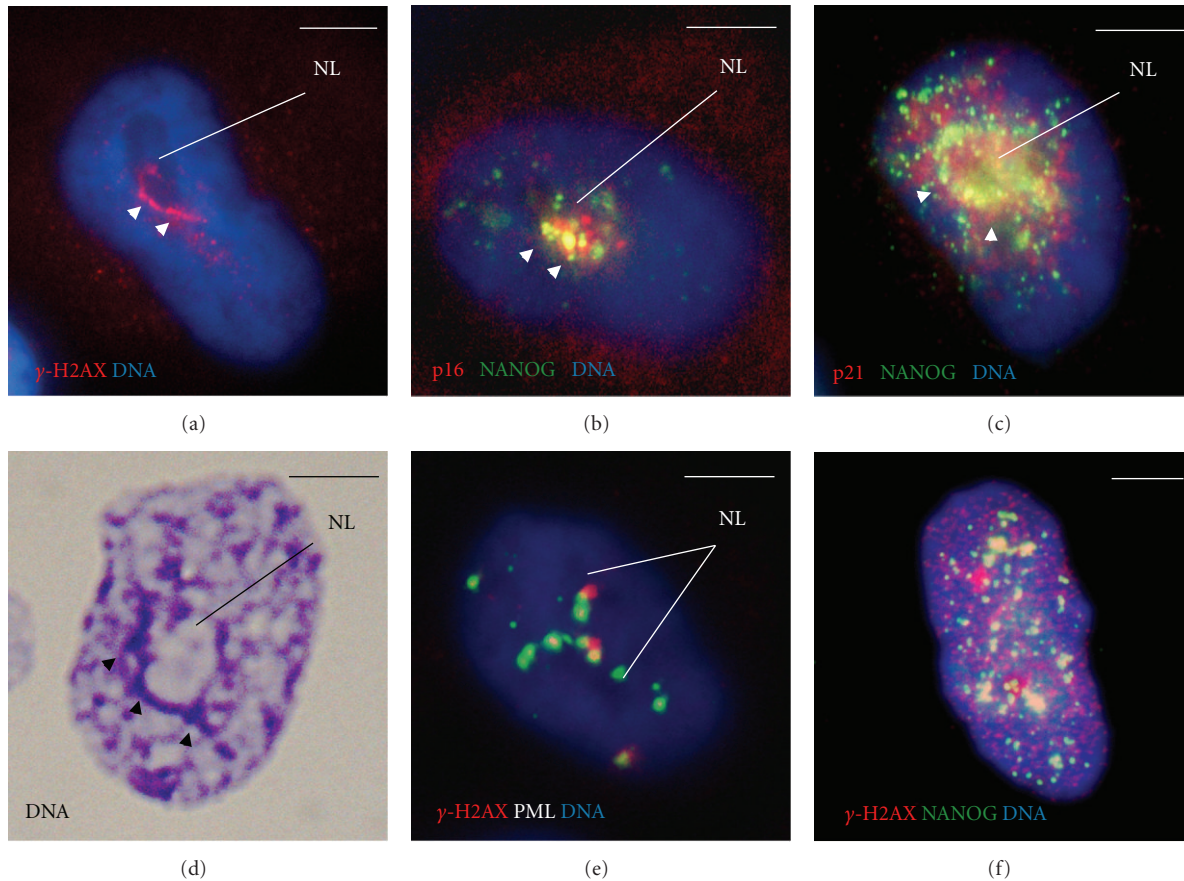 NL
γ-H2AX DNA
(a)
NL
p16 NANOG DNA
(b)
NL
p21 NANOG DNA
(c)
NL
DNA
(d)
NL
γ-H2AX PML DNA
(e)
γ-H2AX NANOG DNA
(f)